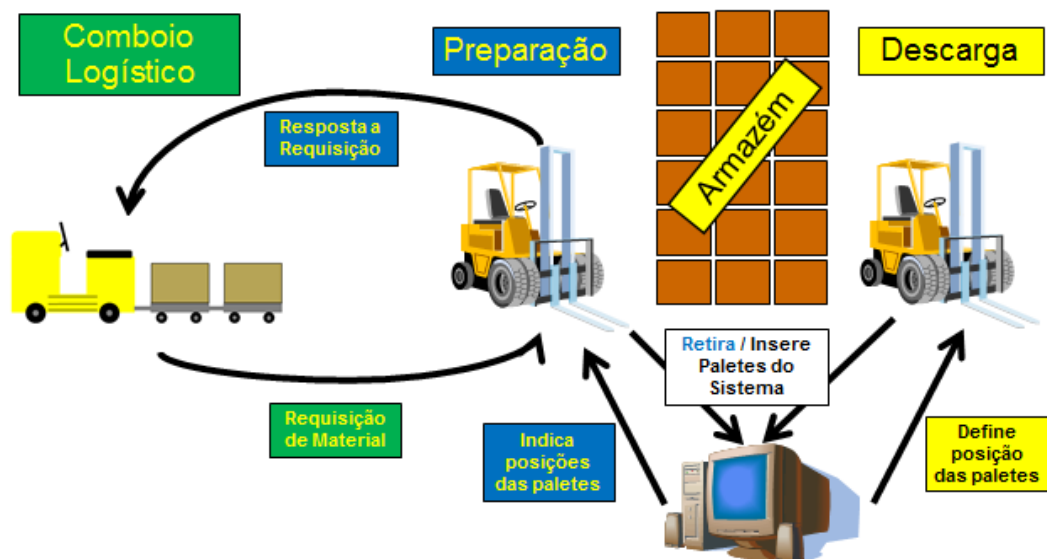 Comboio
Logístico
Preparação
Descarga
Armazém
Resposta a
Requisição
Requisição
de Material
Retira / Insere
Paletes do
Sistema
Indica
posições
das paletes
Define
posição
das paletes